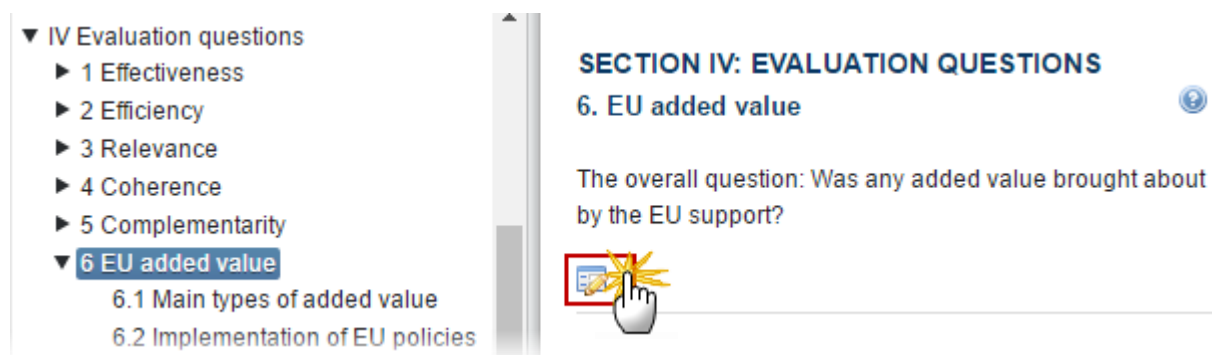 IV Evaluation questions
1 Effectiveness
2 Efficiency
3 Relevance
4 Coherence
5 Complementarity
6 EU added value
6.1 Main types of added value
6.2 Implementation of EU policies
SECTION IV: EVALUATION QUESTIONS
6. EU added value
The overall question: Was any added value brought about
by the EU support?